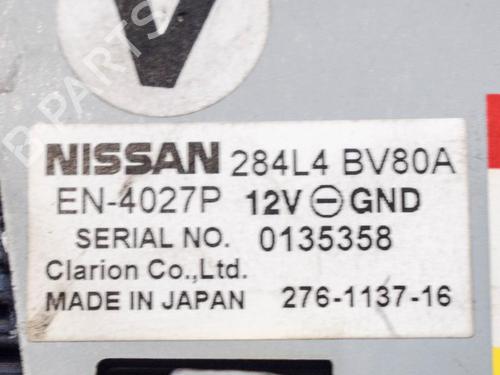 V
NISSAN 284L4 BV80A
EN-4027P 12V ⊖ GND
SERIAL NO. 0135358
Clarion Co.,Ltd.
MADE IN JAPAN 276-1137-16